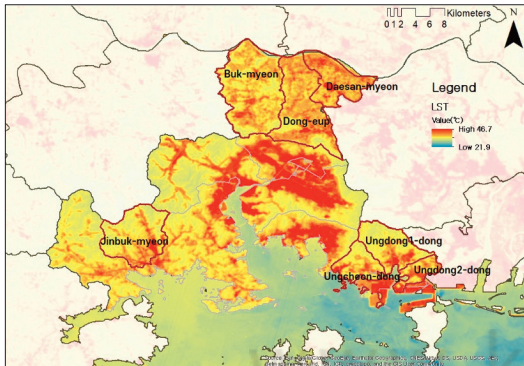 Kilometers
0 1 2 4 6 8
N
Buk-myeon
Daesan-myeon
Dong-eup
Legend
LST
Value(℃)
High 46.7
Low 21.9
Jinbuk-myeon
Ungdong1-dong
Ungcheon-dong
Ungdong2-dong